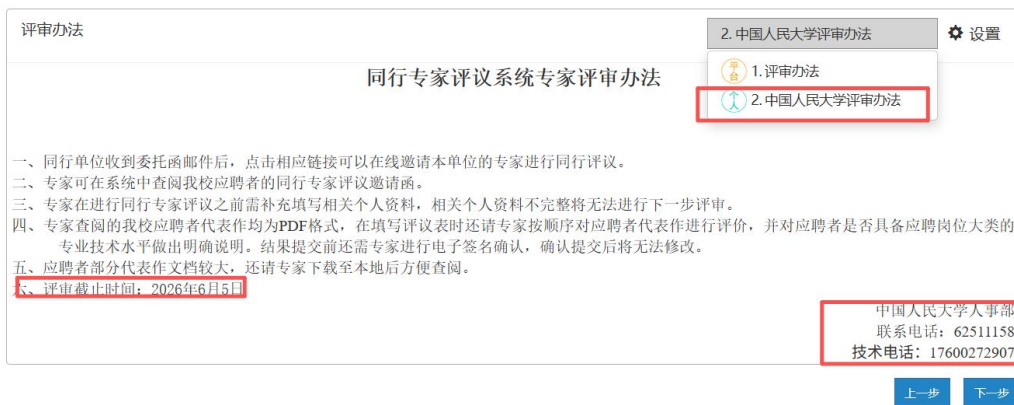 评审办法
2. 中国人民大学评审办法
设置
平台 1. 评审办法
个人 2. 中国人民大学评审办法
同行专家评议系统专家评审办法
一、同行单位收到委托函邮件后，点击相应链接可以在线邀请本单位的专家进行同行评议。
二、专家可在系统中查阅我校应聘者的同行专家评议邀请函。
三、专家在进行同行专家评议之前需补充填写相关个人资料，相关个人资料不完整将无法进行下一步评审。
四、专家查阅的我校应聘者代表作均为PDF格式，在填写评议表时还请专家按顺序对应聘者代表作进行评价，并对应聘者是否具备应聘岗位大类的
专业技术水平做出明确说明。结果提交前还需专家进行电子签名确认，确认提交后将无法修改。
五、应聘者部分代表作文档较大，还请专家下载至本地后方便查阅。
六、评审截止时间：2026年6月5日
中国人民大学人事部
联系电话：62511158
技术电话：17600272907
上一步
下一步